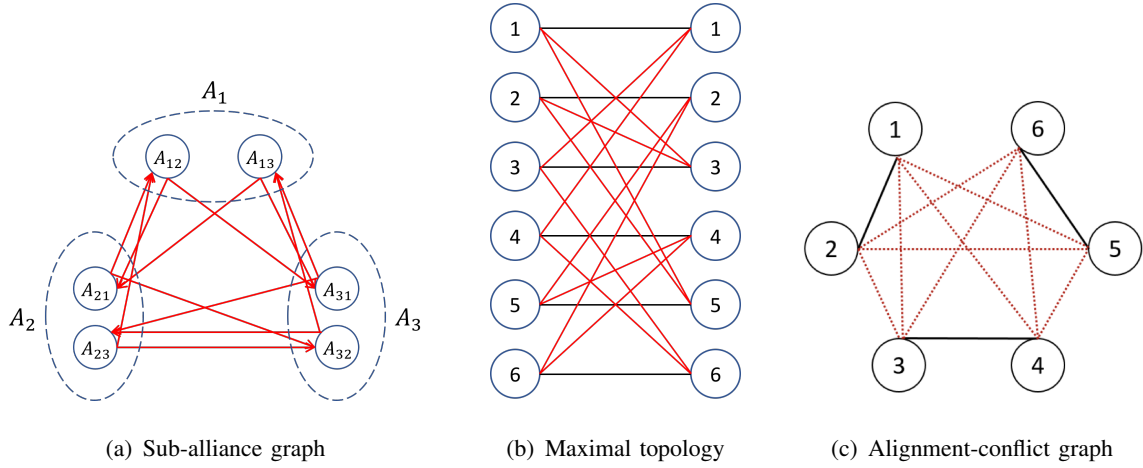 A₁
A₁₂ A₁₃
A₂₁ A₃₁
A₂ A₃
A₂₃ A₃₂
(a) Sub-alliance graph
1 1
2 2
3 3
4 4
5 5
6 6
(b) Maximal topology
1 6
2 5
3 4
(c) Alignment-conflict graph